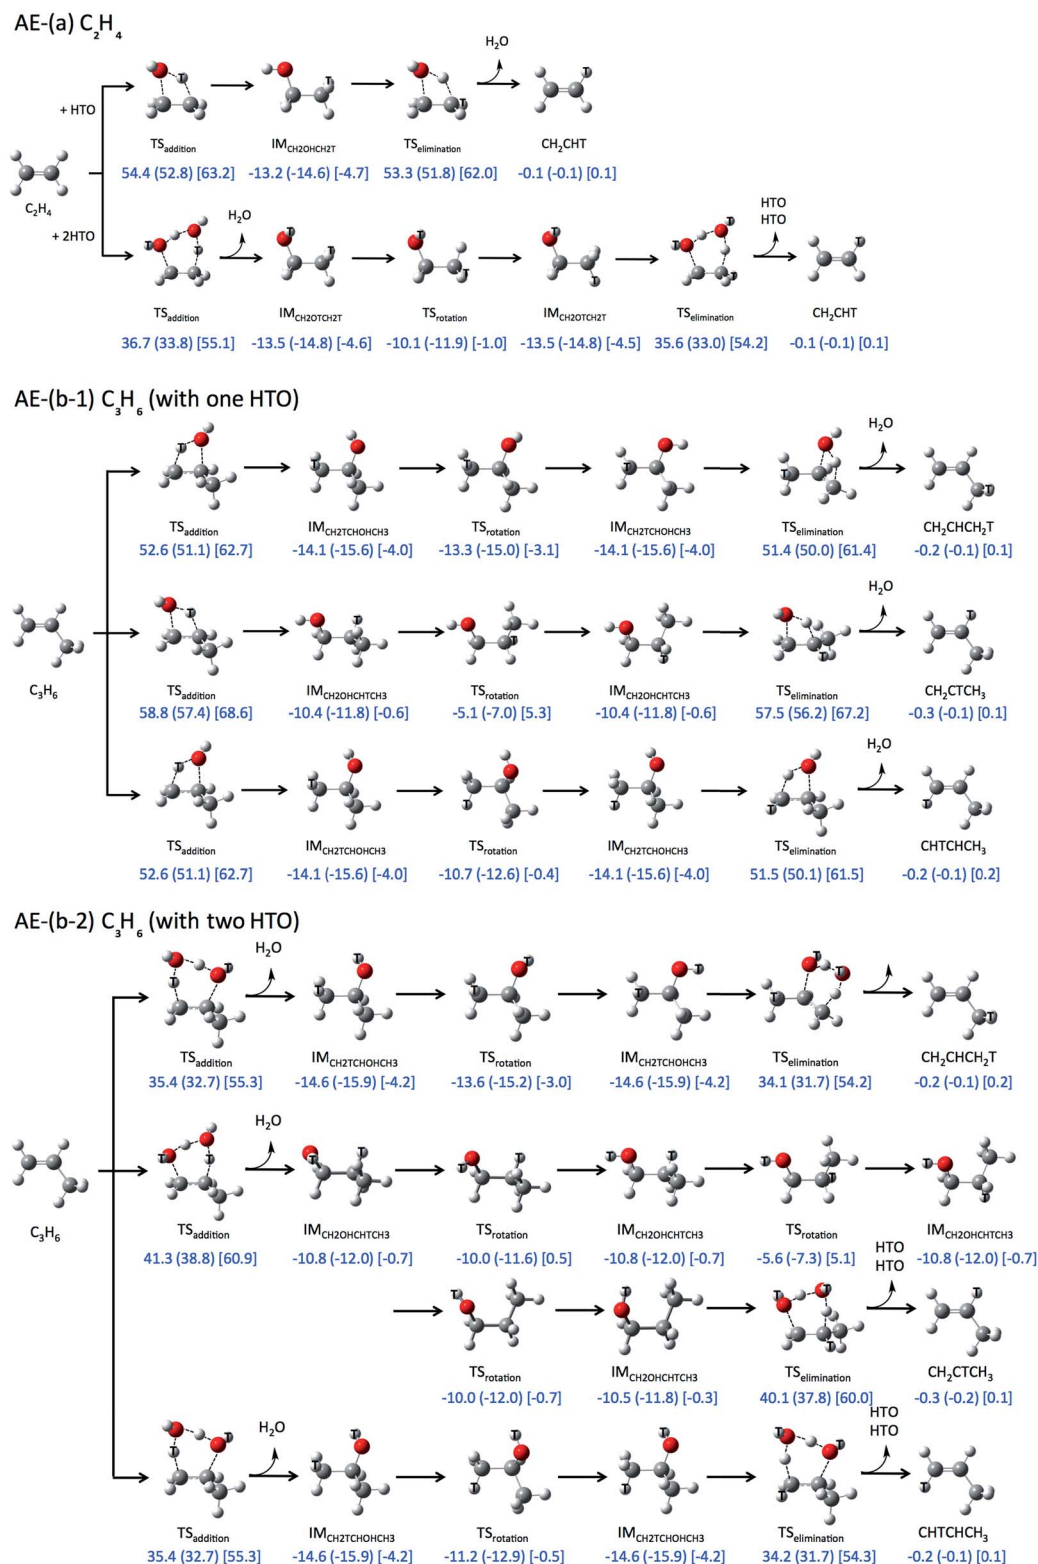 AE-(a) C2H4
H2O
+ HTO
TSaddition IMCH2OHCH2T TSelimination CH2CHT
54.4 (52.8) [63.2] -13.2 (-14.6) [-4.7] 53.3 (51.8) [62.0] -0.1 (-0.1) [0.1]
C2H4
+ 2HTO
H2O
HTO
HTO
TSaddition IMCH2OTCH2T TSrotation IMCH2OTCH2T TSelimination CH2CHT
36.7 (33.8) [55.1] -13.5 (-14.8) [-4.6] -10.1 (-11.9) [-1.0] -13.5 (-14.8) [-4.5] 35.6 (33.0) [54.2] -0.1 (-0.1) [0.1]
AE-(b-1) C3H6 (with one HTO)
H2O
TSaddition IMCH2TCHOHCH3 TSrotation IMCH2TCHOHCH3 TSelimination CH2CHCH2T
52.6 (51.1) [62.7] -14.1 (-15.6) [-4.0] -13.3 (-15.0) [-3.1] -14.1 (-15.6) [-4.0] 51.4 (50.0) [61.4] -0.2 (-0.1) [0.1]
H2O
C3H6
TSaddition IMCH2OHCHTCH3 TSrotation IMCH2OHCHTCH3 TSelimination CH2CTCH3
58.8 (57.4) [68.6] -10.4 (-11.8) [-0.6] -5.1 (-7.0) [5.3] -10.4 (-11.8) [-0.6] 57.5 (56.2) [67.2] -0.3 (-0.1) [0.1]
H2O
TSaddition IMCH2TCHOHCH3 TSrotation IMCH2TCHOHCH3 TSelimination CHTCHCH3
52.6 (51.1) [62.7] -14.1 (-15.6) [-4.0] -10.7 (-12.6) [-0.4] -14.1 (-15.6) [-4.0] 51.5 (50.1) [61.5] -0.2 (-0.1) [0.2]
AE-(b-2) C3H6 (with two HTO)
H2O
TSaddition IMCH2TCHOHCH3 TSrotation IMCH2TCHOHCH3 TSelimination CH2CHCH2T
35.4 (32.7) [55.3] -14.6 (-15.9) [-4.2] -13.6 (-15.2) [-3.0] -14.6 (-15.9) [-4.2] 34.1 (31.7) [54.2] -0.2 (-0.1) [0.2]
H2O
C3H6
TSaddition IMCH2OHCHTCH3 TSrotation IMCH2OHCHTCH3 TSrotation IMCH2OHCHTCH3
41.3 (38.8) [60.9] -10.8 (-12.0) [-0.7] -10.0 (-11.6) [0.5] -10.8 (-12.0) [-0.7] -5.6 (-7.3) [5.1] -10.8 (-12.0) [-0.7]
HTO
HTO
TSrotation IMCH2OHCHTCH3 TSelimination CH2CTCH3
-10.0 (-12.0) [-0.7] -10.5 (-11.8) [-0.3] 40.1 (37.8) [60.0] -0.3 (-0.2) [0.1]
H2O
HTO
HTO
TSaddition IMCH2TCHOHCH3 TSrotation IMCH2TCHOHCH3 TSelimination CHTCHCH3
35.4 (32.7) [55.3] -14.6 (-15.9) [-4.2] -11.2 (-12.9) [-0.5] -14.6 (-15.9) [-4.2] 34.2 (31.7) [54.3] -0.2 (-0.1) [0.1]